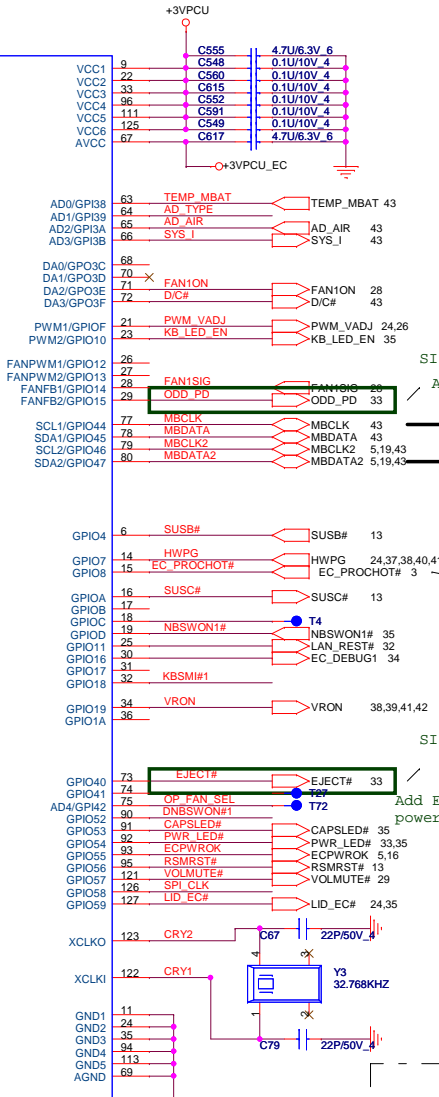 +3VPCU
C555 4.7U/6.3V_6
VCC1 9 C548 0.1U/10V_4
VCC2 22 C560 0.1U/10V_4
VCC3 33 C615 0.1U/10V_4
VCC4 96 C552 0.1U/10V_4
VCC5 111 C591 0.1U/10V_4
VCC6 125 C549 0.1U/10V_4
AVCC 67 C617 4.7U/6.3V_6
+3VPCU_EC
AD0/GPI38 63 TEMP_MBAT TEMP_MBAT 43
AD1/GPI39 64 AD_TYPE
AD2/GPI3A 65 AD_AIR AD_AIR 43
AD3/GPI3B 66 SYS_I SYS_I 43
DA0/GPO3C 68
DA1/GPO3D 70
DA2/GPO3E 71 FAN1ON FAN1ON 28
DA3/GPO3F 72 D/C# D/C# 43
PWM1/GPIOF 21 PWM_VADJ PWM_VADJ 24,26
PWM2/GPIO10 23 KB_LED_EN KB_LED_EN 35
SI
FANPWM1/GPIO12 26
FANPWM2/GPIO13 27
A
FANFB1/GPIO14 28 FAN1SIG FAN1SIG 28
FANFB2/GPIO15 29 ODD_PD ODD_PD 33
SCL1/GPIO44 77 MBCLK MBCLK 43
SDA1/GPIO45 78 MBDATA MBDATA 43
SCL2/GPIO46 79 MBCLK2 MBCLK2 5,19,43
SDA2/GPIO47 80 MBDATA2 MBDATA2 5,19,43
GPIO4 6 SUSB# SUSB# 13
GPIO7 14 HWPG HWPG 24,37,38,40,41
GPIO8 15 EC_PROCHOT# EC_PROCHOT# 3
GPIOA 16 SUSC# SUSC# 13
GPIOB 17
GPIOC 18 T4
GPIOD 19 NBSWON1# NBSWON1# 35
GPIO11 25 LAN_REST# 32
GPIO16 30 EC_DEBUG1 34
GPIO17 31
GPIO18 32 KBSMI#1
GPIO19 34 VRON VRON 38,39,41,42
GPIO1A 36
SI
GPIO40 73 EJECT# EJECT# 33
GPIO41 74 T27
AD4/GPI42 75 OP_FAN_SEL T72
Add E
GPIO52 90 DNBSWON#1
power
GPIO53 91 CAPSLED# CAPSLED# 35
GPIO54 92 PWR_LED# PWR_LED# 33,35
GPIO55 93 ECPWROK ECPWROK 5,16
GPIO56 95 RSMRST# RSMRST# 13
GPIO57 121 VOLMUTE# VOLMUTE# 29
GPIO58 126 SPI_CLK
GPIO59 127 LID_EC# LID_EC# 24,35
XCLKO 123 CRY2 C67 22P/50V_4
4 3
XCLKI 122 CRY1 Y3
32.768KHZ
1 2
GND1 11
GND2 24
GND3 35
GND4 94 C79 22P/50V_4
GND5 113
AGND 69